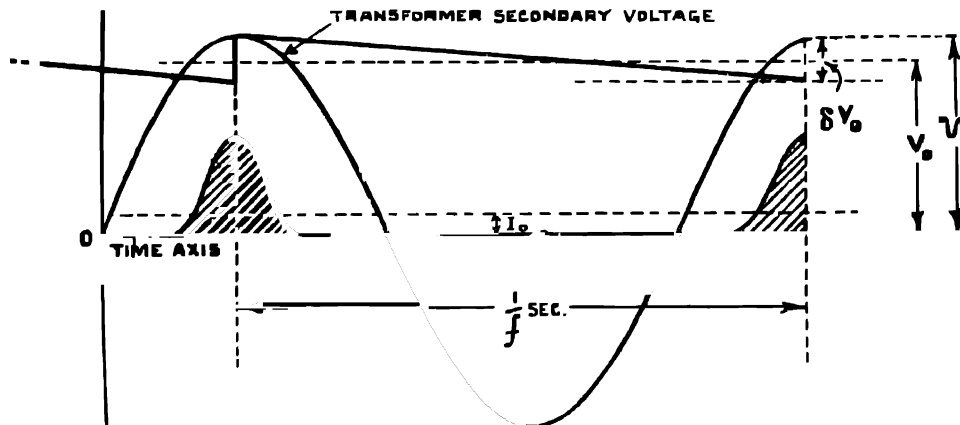 TRANSFORMER SECONDARY VOLTAGE
δV₀
V₀
V
I₀
0
TIME AXIS
1/f SEC.